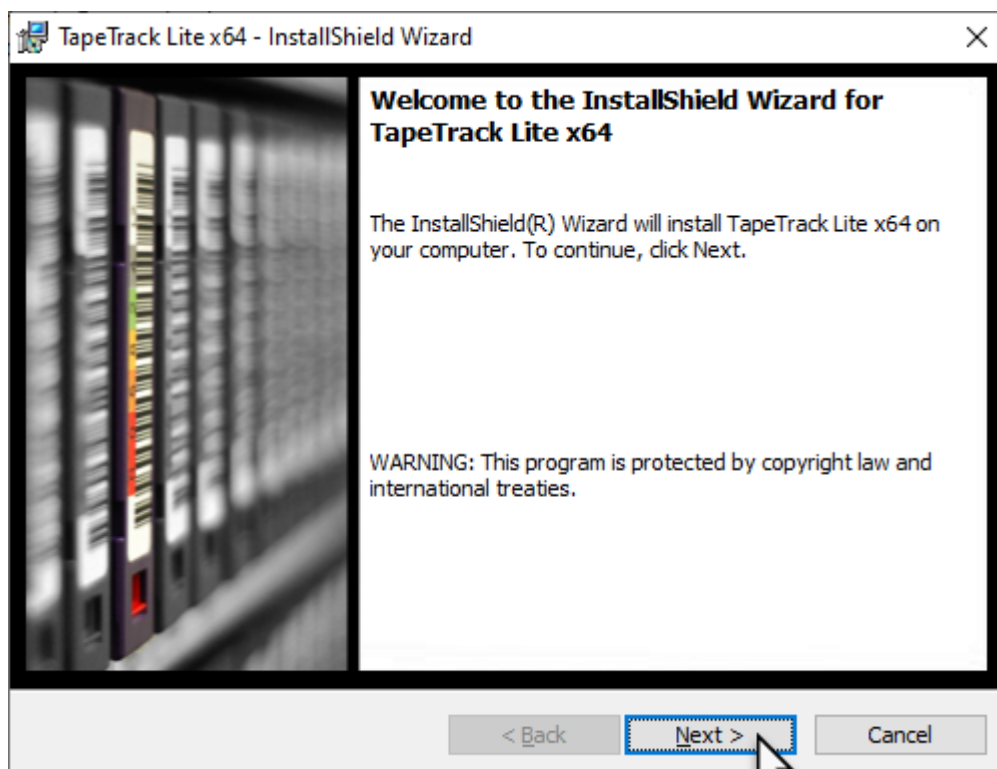 TapeTrack Lite x64 - InstallShield Wizard
Welcome to the InstallShield Wizard for
TapeTrack Lite x64
The InstallShield(R) Wizard will install TapeTrack Lite x64 on
your computer. To continue, click Next.
WARNING: This program is protected by copyright law and
international treaties.
< Back
Next >
Cancel